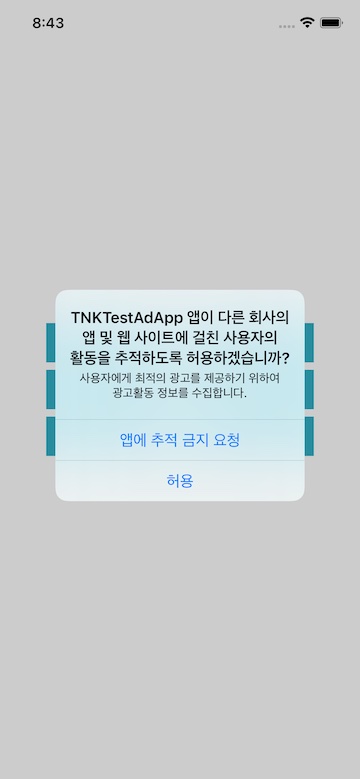 8:43
TNKTestAdApp 앱이 다른 회사의
앱 및 웹 사이트에 걸친 사용자의
활동을 추적하도록 허용하겠습니까?
사용자에게 최적의 광고를 제공하기 위하여
광고활동 정보를 수집합니다.
앱에 추적 금지 요청
허용